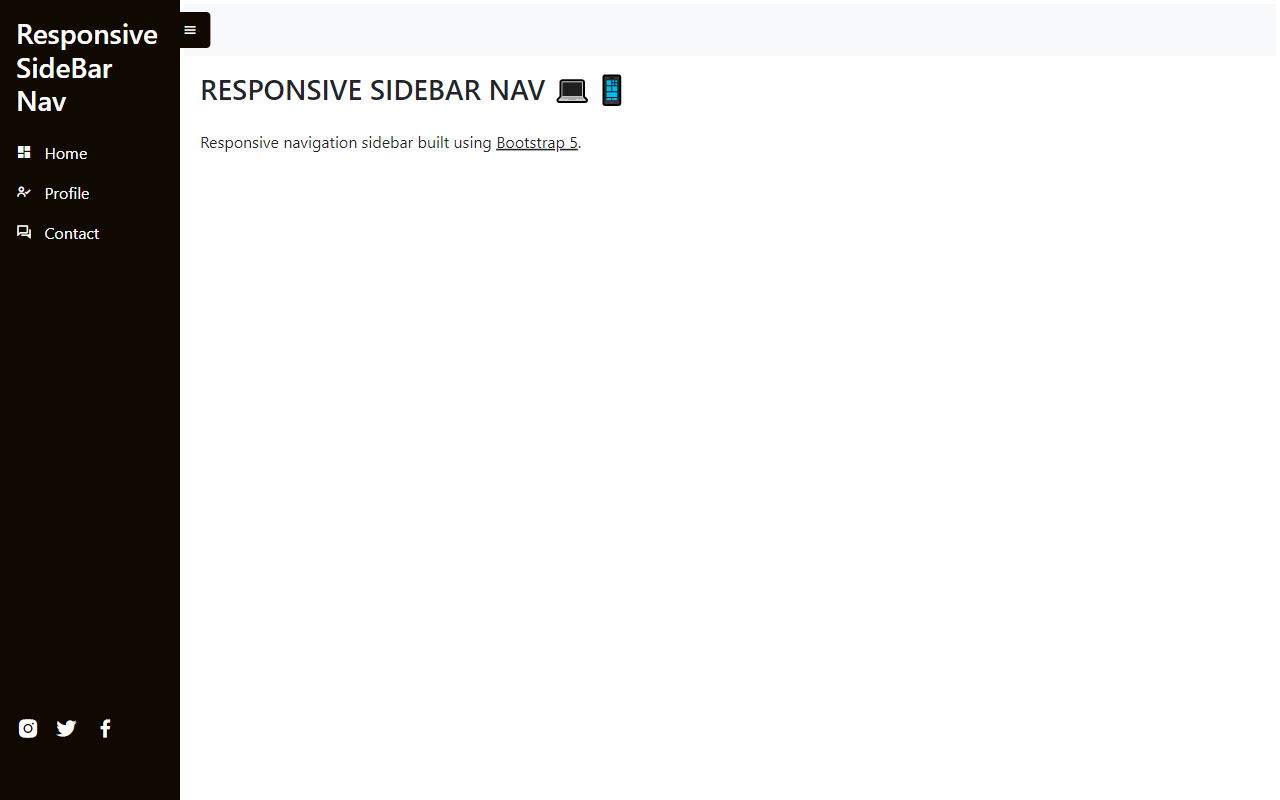 Responsive
SideBar
Nav
Home
Profile
Contact
RESPONSIVE SIDEBAR NAV 💻 📱
Responsive navigation sidebar built using Bootstrap 5.